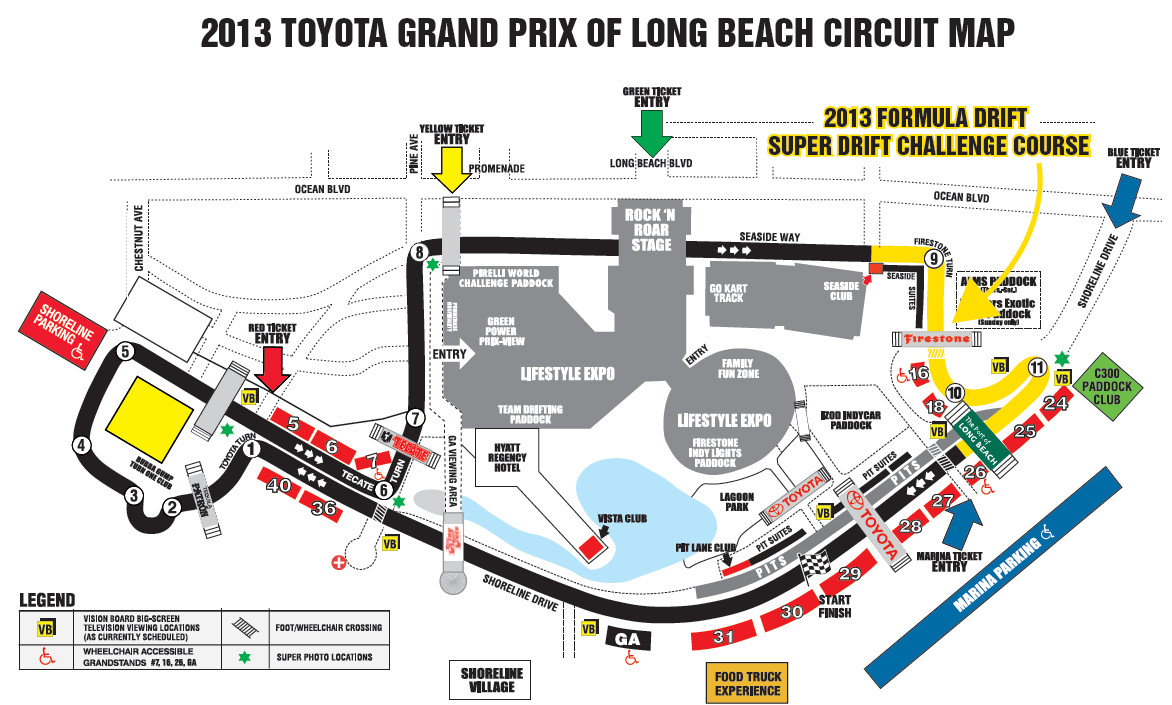 2013 TOYOTA GRAND PRIX OF LONG BEACH CIRCUIT MAP
GREEN TICKET
ENTRY
2013 FORMULA DRIFT
SUPER DRIFT CHALLENGE COURSE
YELLOW TICKET
ENTRY
BLUE TICKET
ENTRY
PINE AVE
PROMENADE
LONG BEACH BLVD
OCEAN BLVD
OCEAN BLVD
CHESTNUT AVE
ROCK 'N
ROAR
STAGE
SEASIDE WAY
FIRESTONE TURN
SHORELINE DRIVE
8
9
PIRELLI WORLD
CHALLENGE PADDOCK
GO KART
TRACK
SEASIDE
CLUB
SEASIDE
SUITES
ALMS PADDOCK
(Sunday only)
SHORELINE
PARKING
RED TICKET
ENTRY
GREEN
POWER
PRIX-VIEW
ENTRY
ENTRY
LIFESTYLE EXPO
FAMILY
FUN ZONE
Firestone
5
10
11
16
18
24
25
26
27
28
29
30
31
VB
VB
VB
VB
C300
PADDOCK
CLUB
TEAM DRIFTING
PADDOCK
LIFESTYLE EXPO
FIRESTONE
INDY LIGHTS
PADDOCK
IZOD INDYCAR
PADDOCK
The Port of
LONG BEACH
BUBBA GUMP
TURN ONE CLUB
4
3
2
1
TOYOTA TURN
PATRÓN
5
6
7
7
TECATE
TECATE TURN
6
40
36
VB
VB
GA VIEWING AREA
HYATT
REGENCY
HOTEL
LAGOON
PARK
TOYOTA
TOYOTA
PIT SUITES
PITS
VISTA CLUB
PIT LANE CLUB
PIT SUITES
PITS
VB
MARINA TICKET
ENTRY
MARINA PARKING
START
FINISH
SHORELINE DRIVE
VB
GA
SHORELINE
VILLAGE
FOOD TRUCK
EXPERIENCE
LEGEND
VB
VISION BOARD BIG-SCREEN
TELEVISION VIEWING LOCATIONS
(AS CURRENTLY SCHEDULED)
FOOT/WHEELCHAIR CROSSING
WHEELCHAIR ACCESSIBLE
GRANDSTANDS #7, 16, 26, GA
SUPER PHOTO LOCATIONS